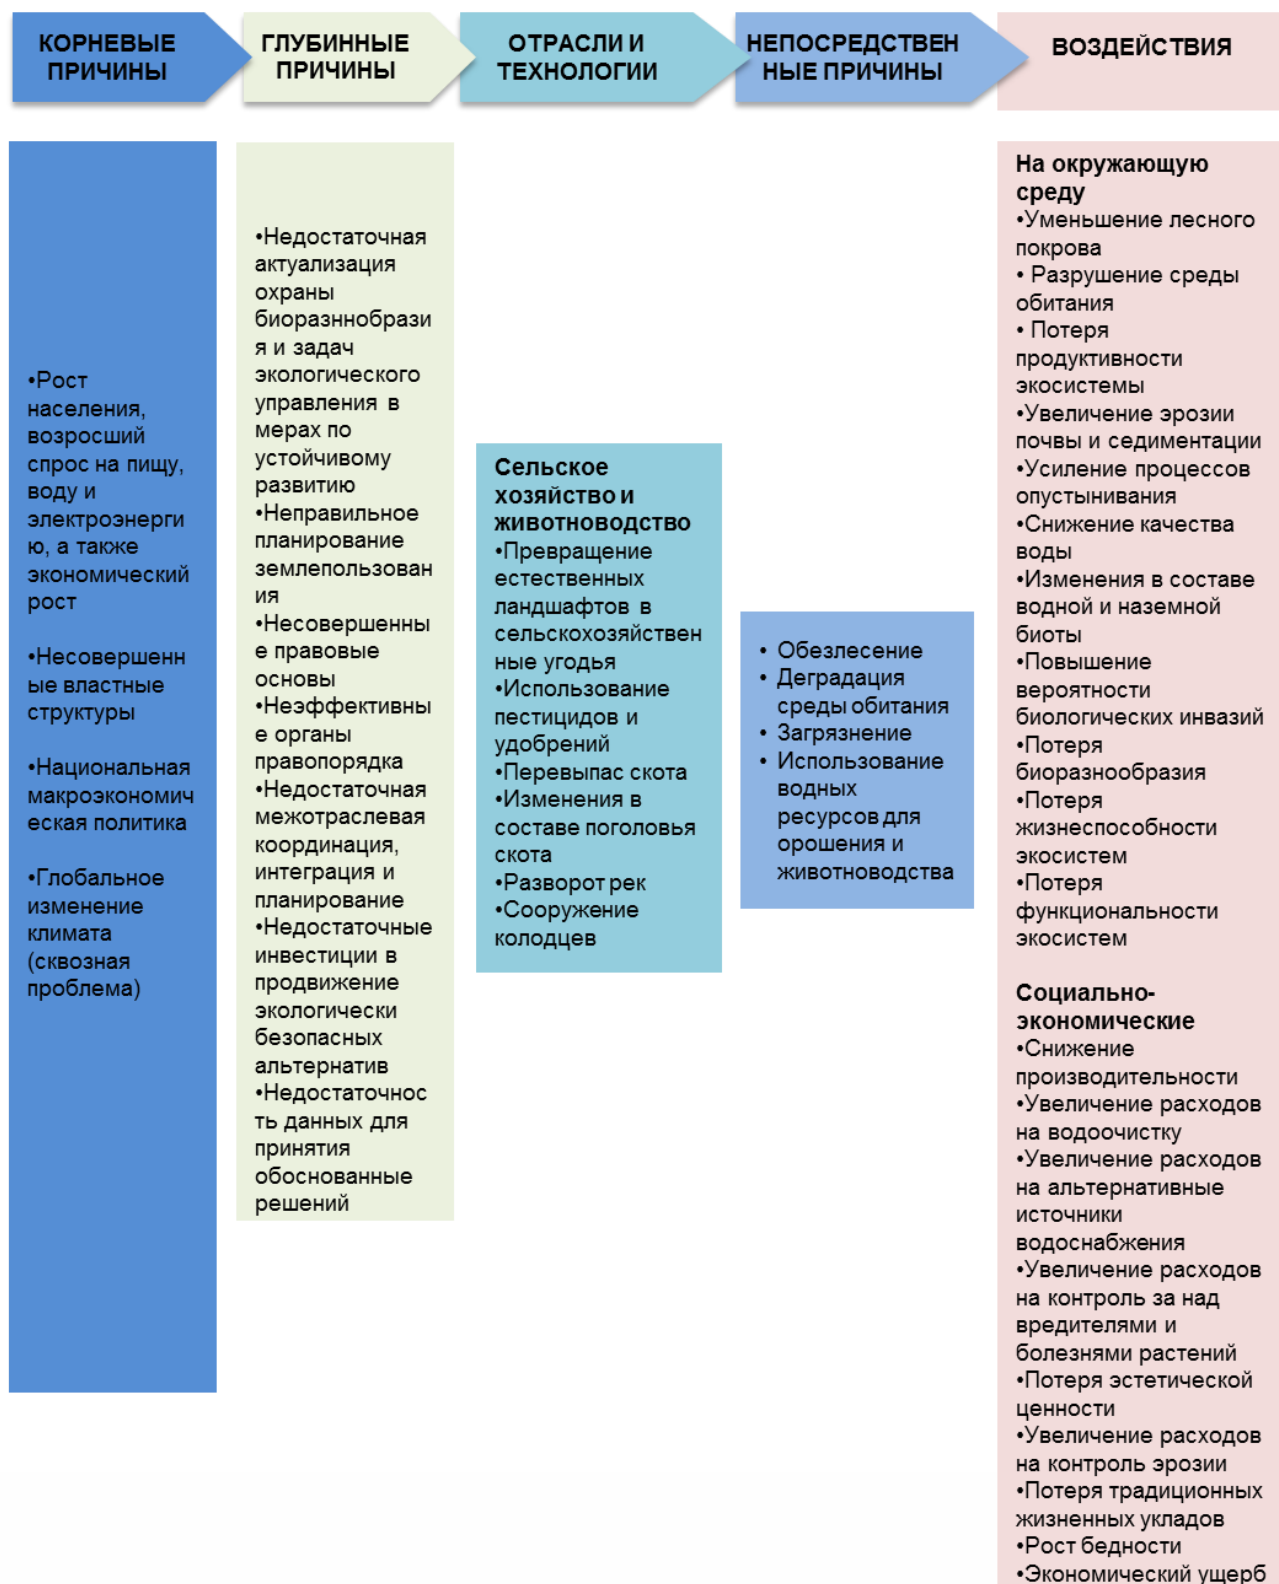 КОРНЕВЫЕ
ПРИЧИНЫ
ГЛУБИННЫЕ
ПРИЧИНЫ
ОТРАСЛИ И
ТЕХНОЛОГИИ
НЕПОСРЕДСТВЕН
НЫЕ ПРИЧИНЫ
ВОЗДЕЙСТВИЯ
•Рост
населения,
возросший
спрос на пищу,
воду и
электроэнерги
ю, а также
экономический
рост
•Несовершенн
ые властные
структуры
•Национальная
макроэкономич
еская политика
•Глобальное
изменение
климата
(сквозная
проблема)
•Недостаточная
актуализация
охраны
биоразннобрази
я и задач
экологического
управления в
мерах по
устойчивому
развитию
•Неправильное
планирование
землепользован
ия
•Несовершенны
е правовые
основы
•Неэффективны
е органы
правопорядка
•Недостаточная
межотраслевая
координация,
интеграция и
планирование
•Недостаточные
инвестиции в
продвижение
экологически
безопасных
альтернатив
•Недостаточнос
ть данных для
принятия
обоснованные
решений
Сельское
хозяйство и
животноводство
•Превращение
естественных
ландшафтов в
сельскохозяйствен
ные угодья
•Использование
пестицидов и
удобрений
•Перевыпас скота
•Изменения в
составе поголовья
скота
•Разворот рек
•Сооружение
колодцев
• Обезлесение
• Деградация
среды обитания
• Загрязнение
• Использование
водных
ресурсов для
орошения и
животноводства
На окружающую
среду
•Уменьшение лесного
покрова
• Разрушение среды
обитания
• Потеря
продуктивности
экосистемы
•Увеличение эрозии
почвы и седиментации
•Усиление процессов
опустынивания
•Снижение качества
воды
•Изменения в составе
водной и наземной
биоты
•Повышение
вероятности
биологических инвазий
•Потеря
биоразнообразия
•Потеря
жизнеспособности
экосистем
•Потеря
функциональности
экосистем
Социально-
экономические
•Снижение
производительности
•Увеличение расходов
на водоочистку
•Увеличение расходов
на альтернативные
источники
водоснабжения
•Увеличение расходов
на контроль за над
вредителями и
болезнями растений
•Потеря эстетической
ценности
•Увеличение расходов
на контроль эрозии
•Потеря традиционных
жизненных укладов
•Рост бедности
•Экономический ущерб